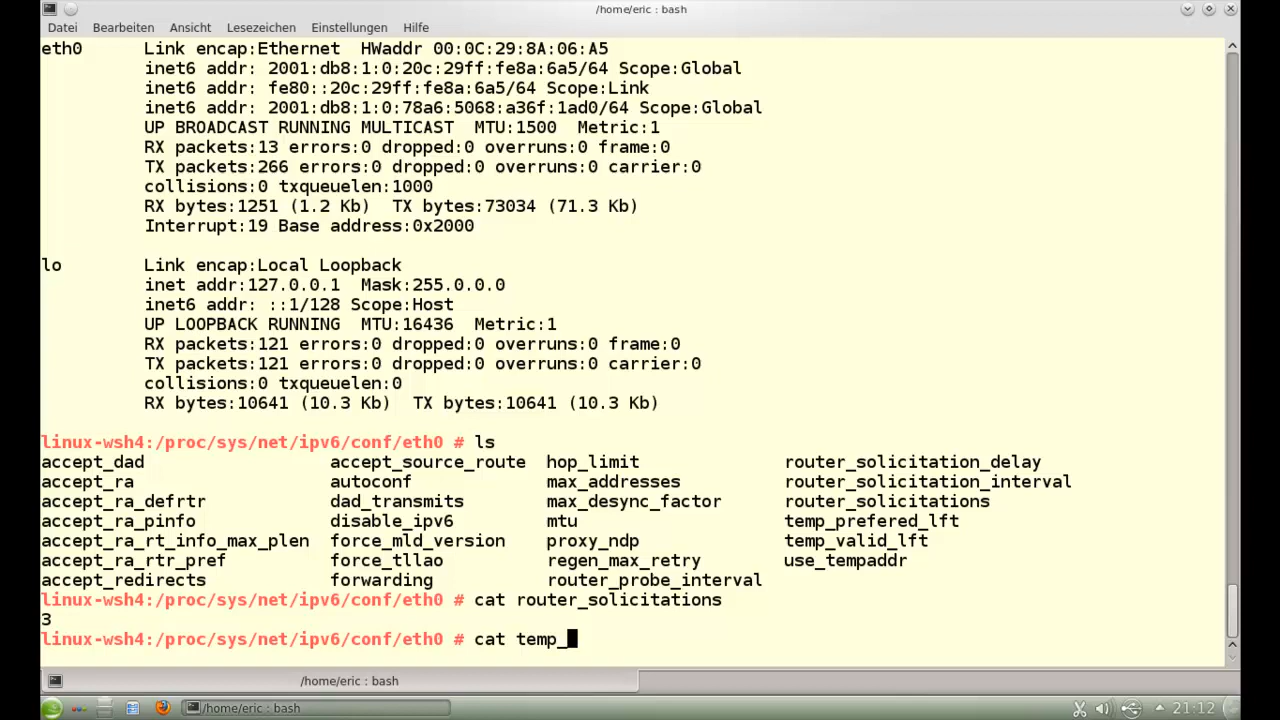 /home/eric : bash
Datei Bearbeiten Ansicht Lesezeichen Einstellungen Hilfe
eth0 Link encap:Ethernet HWaddr 00:0C:29:8A:06:A5
inet6 addr: 2001:db8:1:0:20c:29ff:fe8a:6a5/64 Scope:Global
inet6 addr: fe80::20c:29ff:fe8a:6a5/64 Scope:Link
inet6 addr: 2001:db8:1:0:78a6:5068:a36f:1ad0/64 Scope:Global
UP BROADCAST RUNNING MULTICAST MTU:1500 Metric:1
RX packets:13 errors:0 dropped:0 overruns:0 frame:0
TX packets:266 errors:0 dropped:0 overruns:0 carrier:0
collisions:0 txqueuelen:1000
RX bytes:1251 (1.2 Kb) TX bytes:73034 (71.3 Kb)
Interrupt:19 Base address:0x2000
lo Link encap:Local Loopback
inet addr:127.0.0.1 Mask:255.0.0.0
inet6 addr: ::1/128 Scope:Host
UP LOOPBACK RUNNING MTU:16436 Metric:1
RX packets:121 errors:0 dropped:0 overruns:0 frame:0
TX packets:121 errors:0 dropped:0 overruns:0 carrier:0
collisions:0 txqueuelen:0
RX bytes:10641 (10.3 Kb) TX bytes:10641 (10.3 Kb)
linux-wsh4:/proc/sys/net/ipv6/conf/eth0 # ls
accept_dad accept_source_route hop_limit router_solicitation_delay
accept_ra autoconf max_addresses router_solicitation_interval
accept_ra_defrtr dad_transmits max_desync_factor router_solicitations
accept_ra_pinfo disable_ipv6 mtu temp_prefered_lft
accept_ra_rt_info_max_plen force_mld_version proxy_ndp temp_valid_lft
accept_ra_rtr_pref force_tllao regen_max_retry use_tempaddr
accept_redirects forwarding router_probe_interval
linux-wsh4:/proc/sys/net/ipv6/conf/eth0 # cat router_solicitations
3
linux-wsh4:/proc/sys/net/ipv6/conf/eth0 # cat temp_
/home/eric : bash
/home/eric : bash 21:12